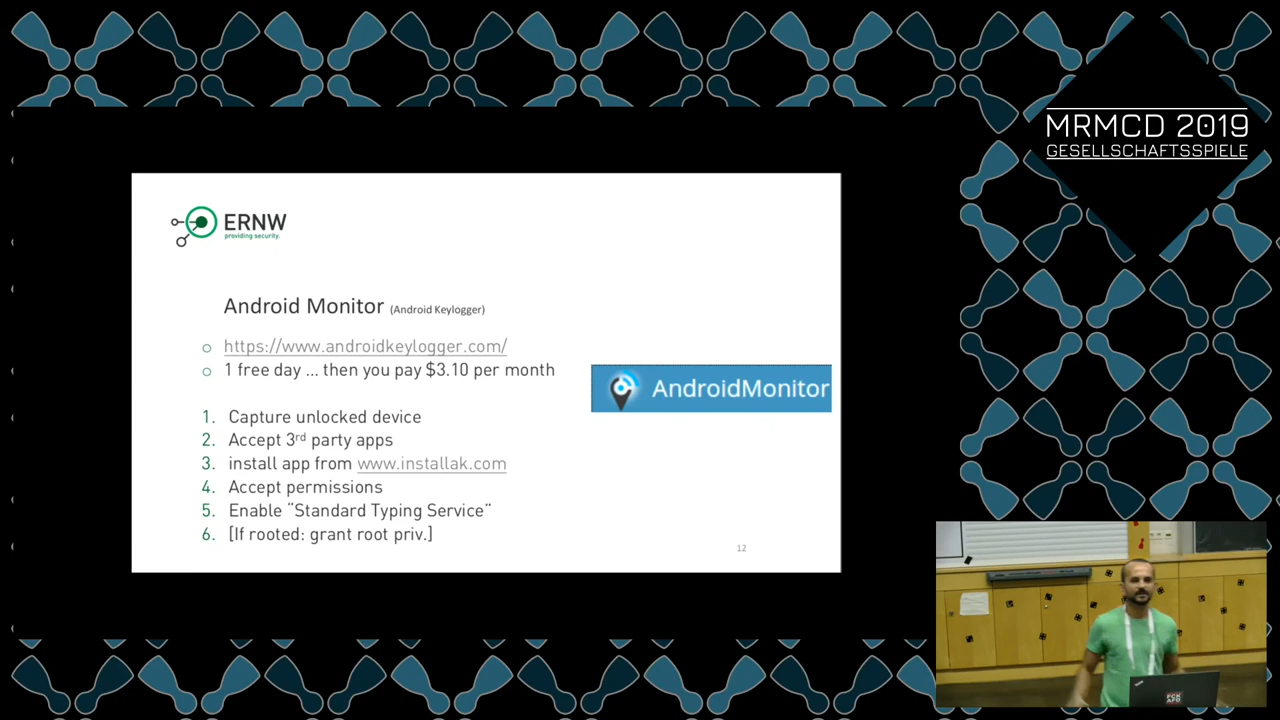 MRMCD 2019
GESELLSCHAFTSSPIELE
ERNW
providing security.
Android Monitor (Android Keylogger)
https://www.androidkeylogger.com/
1 free day ... then you pay $3.10 per month
AndroidMonitor
1. Capture unlocked device
2. Accept 3rd party apps
3. install app from www.installak.com
4. Accept permissions
5. Enable “Standard Typing Service”
6. [If rooted: grant root priv.]
12